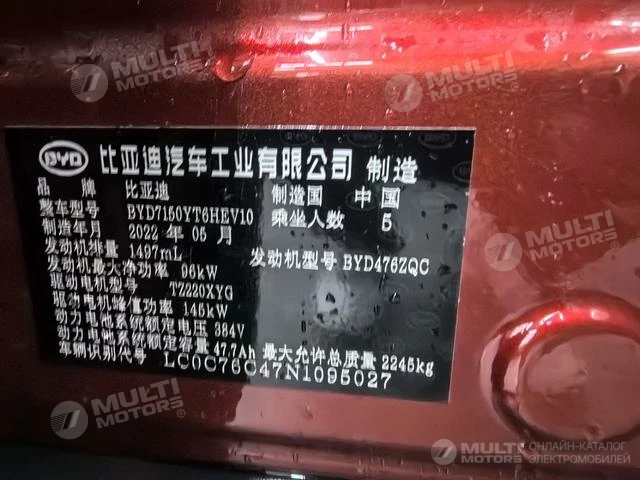 MULTI
MOTORS
MULTI
MOTORS
BYD 比亚迪汽车工业有限公司 制造
品牌 比亚迪 制造国 中国
整车型号 BYD7150YT6HEV10 乘坐人数 5
制造年月 2022 年 05 月
发动机排量 1497mL 发动机型号 BYD476ZQC
发动机最大净功率 96kW
驱动电机型号 TZ220XYG
驱动电机峰值功率 145kW
动力电池系统额定电压 384V
动力电池系统额定容量 47.7Ah 最大允许总质量 2245kg
车辆识别代号 LC0C76C47N1095027
MULTI
MOTORS
MULTI
MOTORS
MULTI
MOTORS
ОНЛАЙН-КАТАЛОГ
ЭЛЕКТРОМОБИЛЕЙ